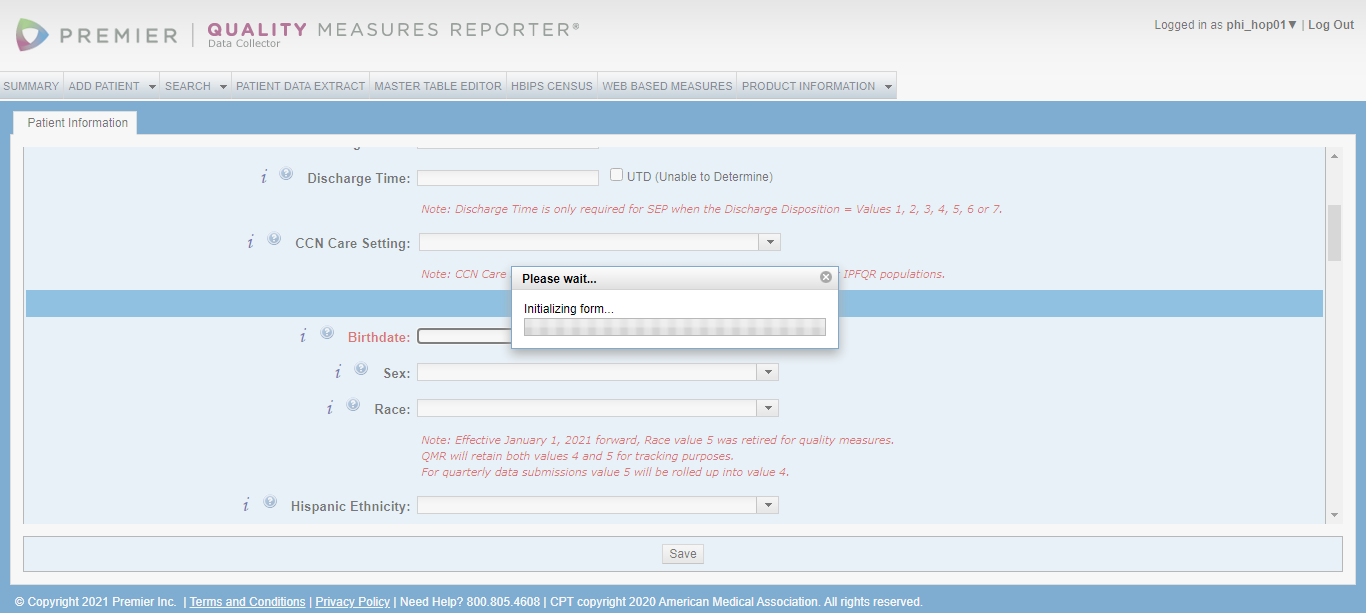 PREMIER | QUALITY MEASURES REPORTER®
Data Collector
Logged in as phi_hop01▼ | Log Out
SUMMARY ADD PATIENT SEARCH PATIENT DATA EXTRACT MASTER TABLE EDITOR HBIPS CENSUS WEB BASED MEASURES PRODUCT INFORMATION
Patient Information
i ? Discharge Time: UTD (Unable to Determine)
Note: Discharge Time is only required for SEP when the Discharge Disposition = Values 1, 2, 3, 4, 5, 6 or 7.
i ? CCN Care Setting:
Note: CCN Care IPFQR populations.
Please wait...
Initializing form...
i ? Birthdate:
i ? Sex:
i ? Race:
Note: Effective January 1, 2021 forward, Race value 5 was retired for quality measures.
QMR will retain both values 4 and 5 for tracking purposes.
For quarterly data submissions value 5 will be rolled up into value 4.
i ? Hispanic Ethnicity:
Save
© Copyright 2021 Premier Inc. | Terms and Conditions | Privacy Policy | Need Help? 800.805.4608 | CPT copyright 2020 American Medical Association. All rights reserved.